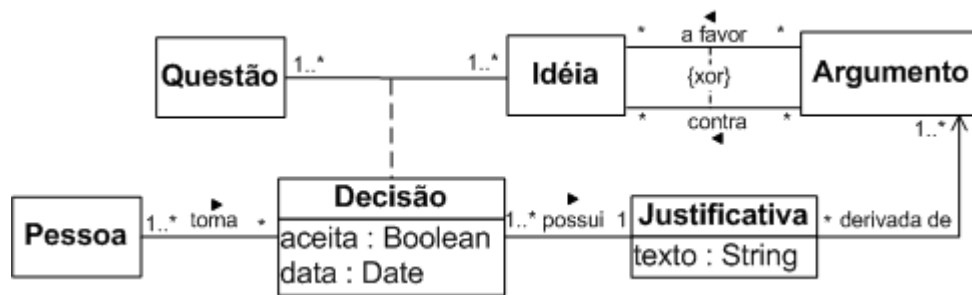 * a favor *
Questão 1..* 1..* Idéia {xor} Argumento
* contra *
1..*
Pessoa 1..* toma * Decisão 1..* possui 1 Justificativa * derivada de
aceita : Boolean texto : String
data : Date